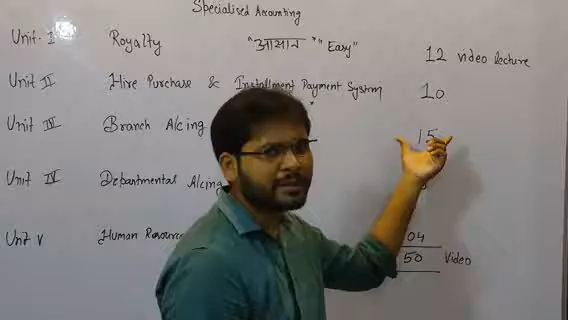 Specialised Accounting
Unit-I Royalty "आसान" "Easy" 12 video lecture
Unit II Hire Purchase & Installment Payment System 10
Unit III Branch A/cing 15
Unit IV Departmental A/cing
Unit V Human Resource 04
50 Video